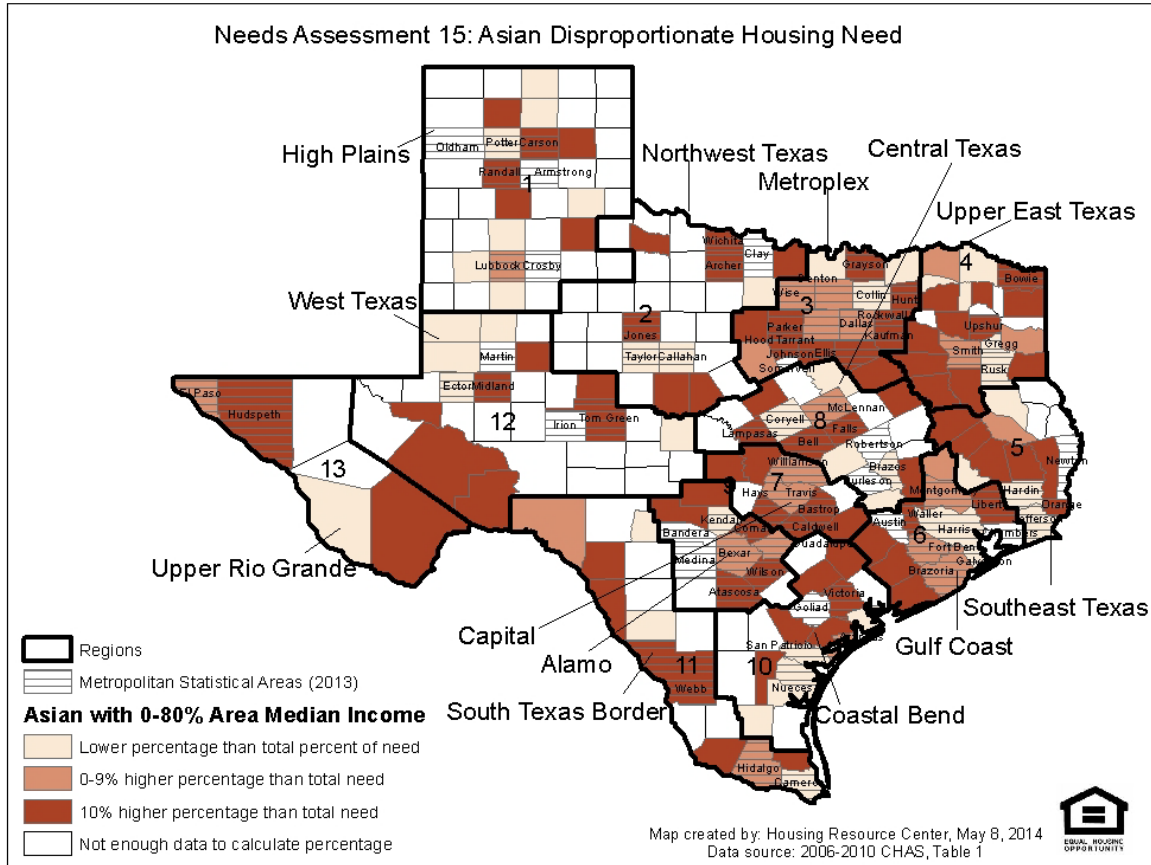 Needs Assessment 15: Asian Disproportionate Housing Need
High Plains
Northwest Texas
Central Texas
Metroplex
Upper East Texas
West Texas
Upper Rio Grande
Capital
Alamo
South Texas Border
Coastal Bend
Gulf Coast
Southeast Texas
1
2
3
4
5
6
7
8
9
10
11
12
13
Oldham
Potter
Carson
Randall
Armstrong
Lubbock
Crosby
Wichita
Clay
Archer
Jones
Taylor
Callahan
Martin
Ector
Midland
Irion
Tom Green
El Paso
Hudspeth
Denton
Grayson
Wise
Collin
Hunt
Rockwall
Parker
Dallas
Kaufman
Hood
Tarrant
Johnson
Ellis
Somervell
Bowie
Upshur
Gregg
Smith
Rusk
McLennan
Coryell
Falls
Lampasas
Bell
Robertson
Brazos
Burleson
Newton
Hardin
Orange
Jefferson
Williamson
Travis
Hays
Bastrop
Caldwell
Montgomery
Liberty
Waller
Austin
Harris
Chambers
Fort Bend
Galveston
Brazoria
Kendall
Comal
Bandera
Guadalupe
Bexar
Medina
Wilson
Atascosa
Victoria
Goliad
San Patricio
Aransas
Nueces
Webb
Hidalgo
Cameron
Regions
Metropolitan Statistical Areas (2013)
Asian with 0-80% Area Median Income
Lower percentage than total percent of need
0-9% higher percentage than total need
10% higher percentage than total need
Not enough data to calculate percentage
Map created by: Housing Resource Center, May 8, 2014
Data source: 2006-2010 CHAS, Table 1
EQUAL HOUSING
OPPORTUNITY